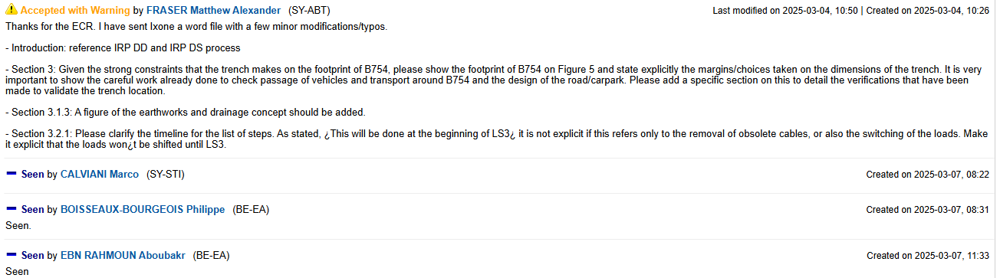 Accepted with Warning by FRASER Matthew Alexander (SY-ABT) Last modified on 2025-03-04, 10:50 | Created on 2025-03-04, 10:26
Thanks for the ECR. I have sent Ixone a word file with a few minor modifications/typos.
- Introduction: reference IRP DD and IRP DS process
- Section 3: Given the strong constraints that the trench makes on the footprint of B754, please show the footprint of B754 on Figure 5 and state explicitly the margins/choices taken on the dimensions of the trench. It is very
important to show the careful work already done to check passage of vehicles and transport around B754 and the design of the road/carpark. Please add a specific section on this to detail the verifications that have been
made to validate the trench location.
- Section 3.1.3: A figure of the earthworks and drainage concept should be added.
- Section 3.2.1: Please clarify the timeline for the list of steps. As stated, ¿This will be done at the beginning of LS3¿ it is not explicit if this refers only to the removal of obsolete cables, or also the switching of the loads. Make
it explicit that the loads won¿t be shifted until LS3.
Seen by CALVIANI Marco (SY-STI) Created on 2025-03-07, 08:22
Seen by BOISSEAUX-BOURGEOIS Philippe (BE-EA) Created on 2025-03-07, 08:31
Seen.
Seen by EBN RAHMOUN Aboubakr (BE-EA) Created on 2025-03-07, 11:33
Seen